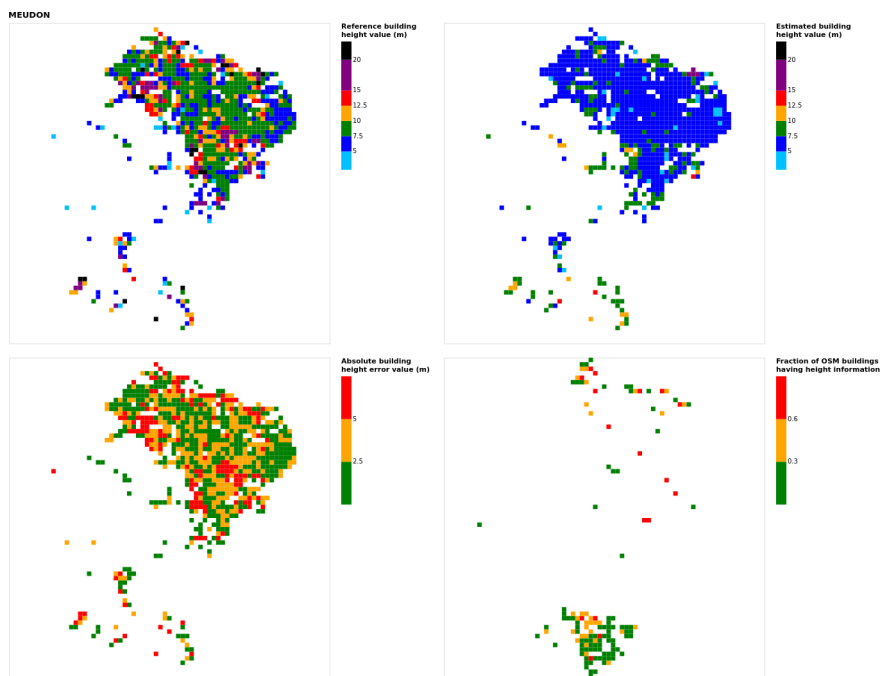 MEUDON
Reference building
height value (m)
20
15
12.5
10
7.5
5
Estimated building
height value (m)
20
15
12.5
10
7.5
5
Absolute building
height error value (m)
5
2.5
Fraction of OSM buildings
having height information
0.6
0.3